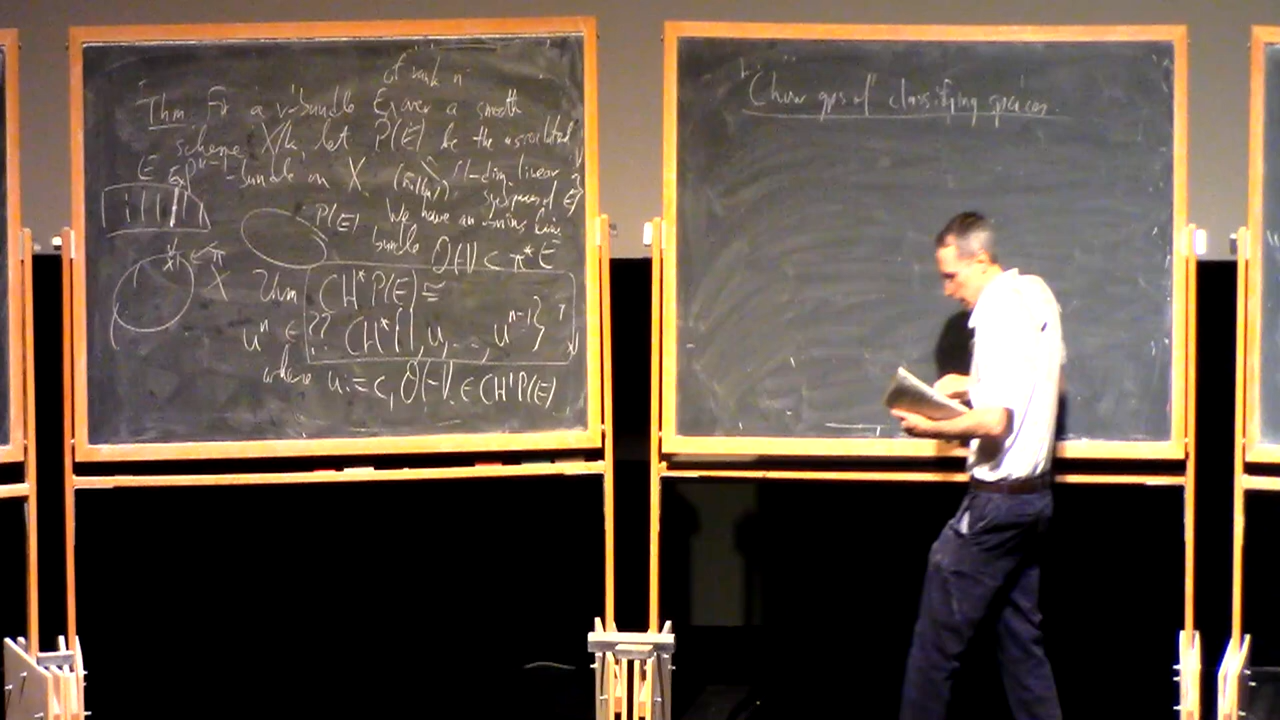 of rank n
Thm For a v-bundle E over a smooth
scheme X/k, let P(E) be the associated
E P^{n-1}-bundle on X. 1-dim. linear
subspaces of E
P(E) We have an line
bundle O(-1) ⊂ π*E
π
X Thm CH*P(E) ≅
u^n ∈ ?? CH*{1, u, ..., u^{n-1}} ?
where u := c₁O(-1) ∈ CH¹P(E)
Chow gps of classifying spaces.